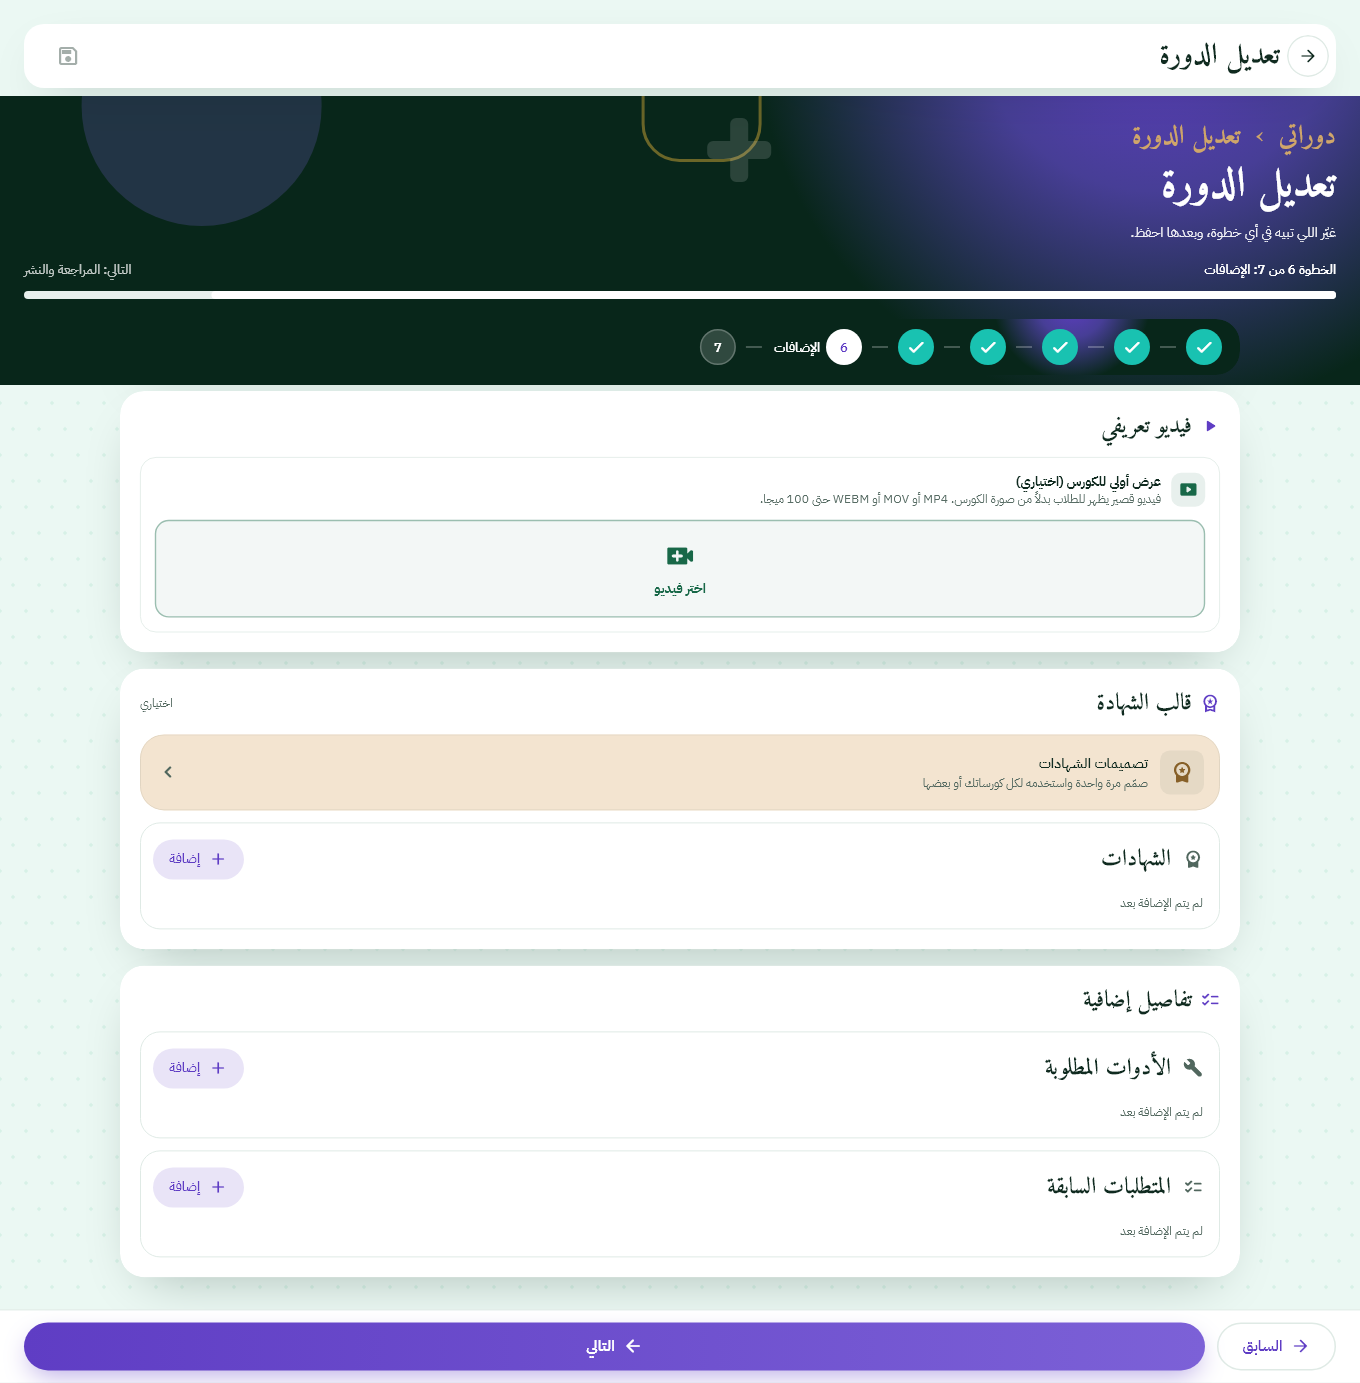 تعديل الدورة
دوراتي › تعديل الدورة
تعديل الدورة
غيّر اللي تبيه في أي خطوة، وبعدها احفظ.
الخطوة 6 من 7: الإضافات
التالي: المراجعة والنشر
6 الإضافات
7
فيديو تعريفي
عرض أولي للكورس (اختياري)
فيديو قصير يظهر للطلاب بدلاً من صورة الكورس. MP4 أو MOV أو WEBM حتى 100 ميجا.
اختر فيديو
قالب الشهادة
اختياري
تصميمات الشهادات
صمّم مرة واحدة واستخدمه لكل كورساتك أو بعضها
الشهادات
إضافة
لم يتم الإضافة بعد
تفاصيل إضافية
الأدوات المطلوبة
إضافة
لم يتم الإضافة بعد
المتطلبات السابقة
إضافة
لم يتم الإضافة بعد
السابق
التالي